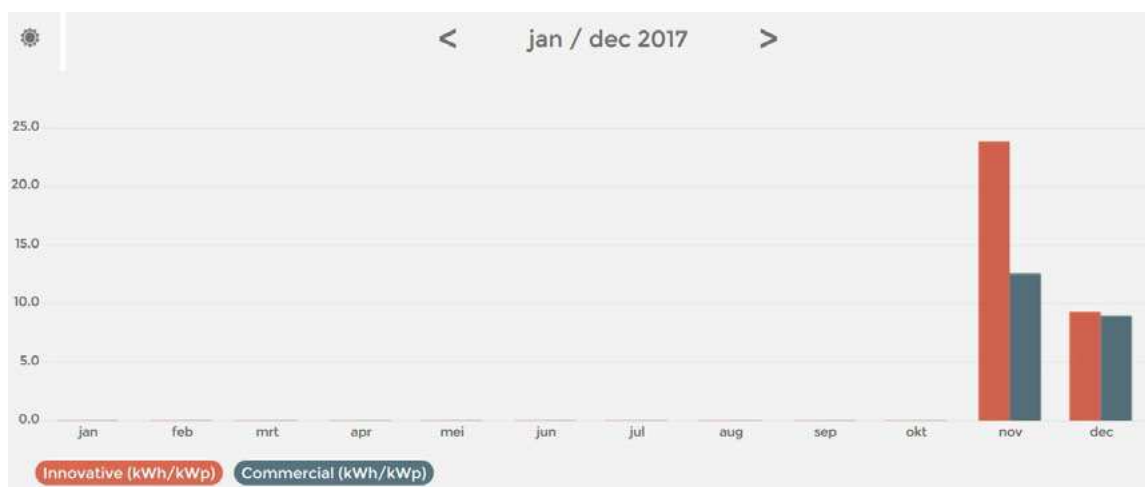 < jan / dec 2017 >
25.0
20.0
15.0
10.0
5.0
0.0
jan feb mrt apr mei jun jul aug sep okt nov dec
Innovative (kWh/kWp) Commercial (kWh/kWp)